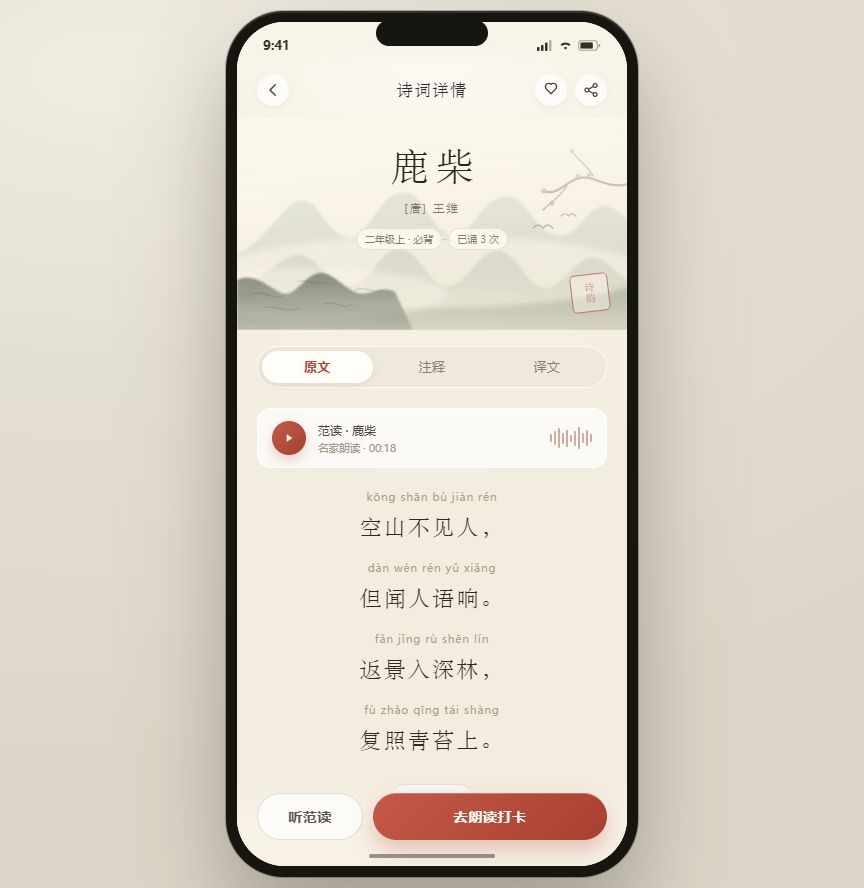 9:41
诗词详情
鹿柴
[唐] 王维
二年级上 · 必背
已诵 3 次
诗韵
原文
注释
译文
范读 · 鹿柴
名家朗读 · 00:18
kōng shān bù jiàn rén
空山不见人，
dàn wén rén yǔ xiǎng
但闻人语响。
fǎn jǐng rù shēn lín
返景入深林，
fù zhào qīng tái shàng
复照青苔上。
听范读
去朗读打卡